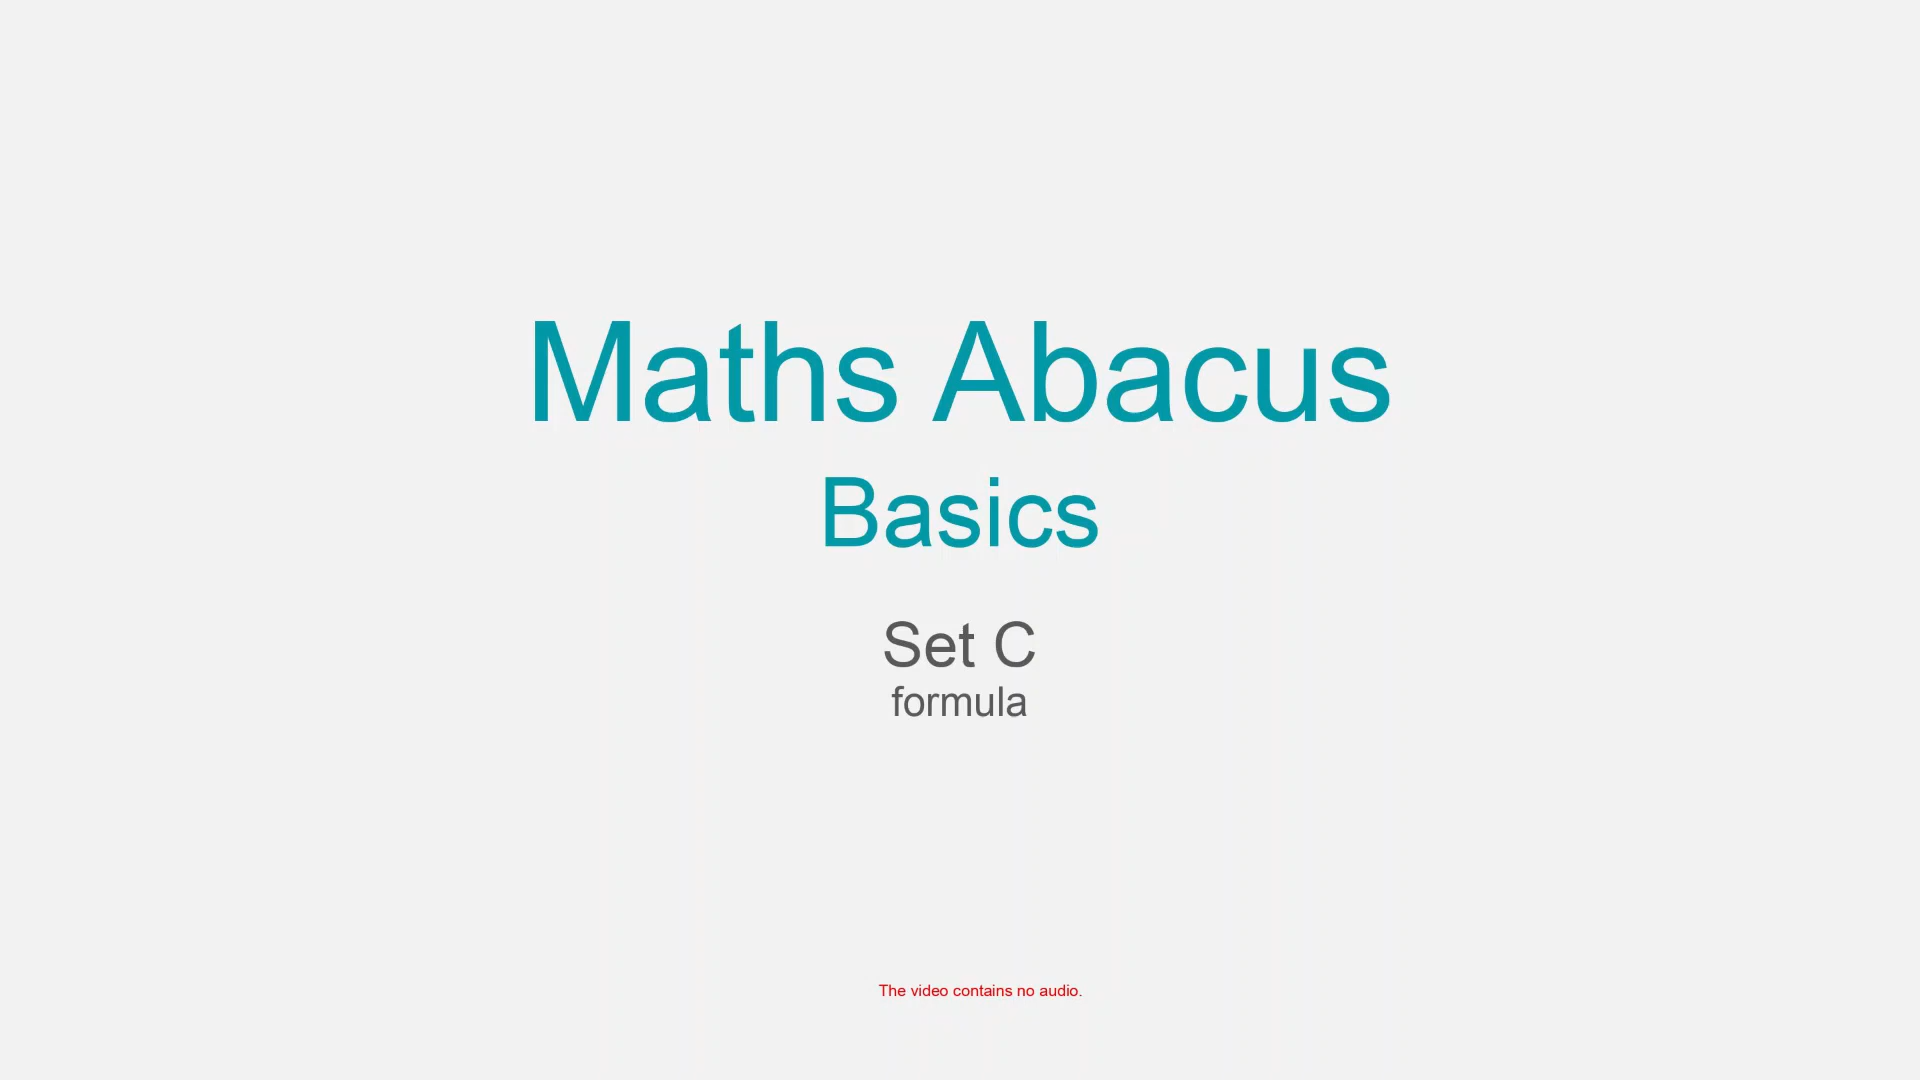 Maths Abacus
Basics
Set C
formula
The video contains no audio.